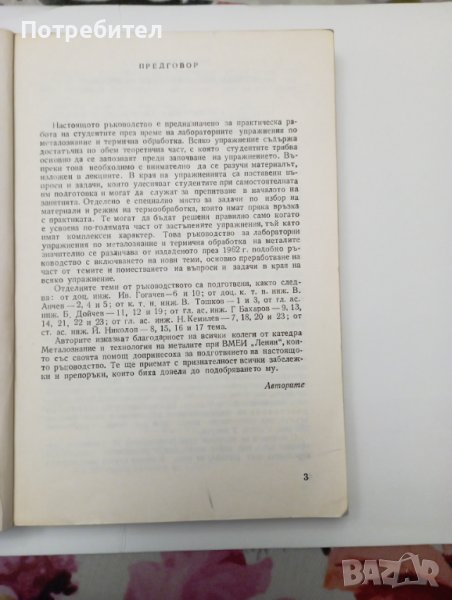 Потребител
ПРЕДГОВОР
Настоящото ръководство е предназначено за практическа ра-
бота на студентите през време на лабораторните упражнения по
металознание и термична обработка. Всяко упражнение съдържа
достатъчна по обем теоретична част, с която студентите трябва
основно да се запознаят преди започване на упражнението. Въ-
преки това необходимо е внимателно да се разучи материалът,
изложен в лекциите. В края на упражненията са поставени въп-
роси и задачи, които улесняват студентите при самостоятелната
им подготовка и могат да служат за препитване в началото на
занятията. Отделено е специално място за задачи по избор на
материали и режим на термообработка, които имат пряка връзка
с практиката. Те могат да бъдат решени правилно само когато
е усвоена по-голямата част от застъпените упражнения, тъй като
имат комплексен характер. Това ръководство за лабораторни
упражнения по металознание и термична обработка на металите
значително се различава от издаденото през 1962 г. подобно ръ-
ководство с включването на нови теми, основно преработване на
част от темите и поместването на въпроси и задачи в края на
всяко упражнение.
Отделните теми от ръководството са подготвени, както след-
ва: от доц. инж. Ив. Гогачев — 6 и 10; от доц. к. т. н. инж. В.
Анчев — 2, 4 и 5; от к. т. н. инж. В. Тошков — 1 и 3, от гл. ас.
инж. Б. Дойчев — 11, 12 и 19; от гл. ас. инж. Г Бахаров — 9, 13,
14, 21, 22 и 23; от гл. ас. инж. Н. Кемилев — 7, 18, 20 и 23; от
ст. ас. инж. Й. Николов — 8, 15, 16 и 17 тема.
Авторите изказват благодарност на всички колеги от катедра
Металознание и технология на металите при ВМЕИ „Ленин“, кои-
то със своята помощ допринесоха за подготвянето на настоящо-
то ръководство. Те ще приемат с признателност всички забележ-
ки и препоръки, които биха довели до подобряването му.
Авторите
3
BAZAR